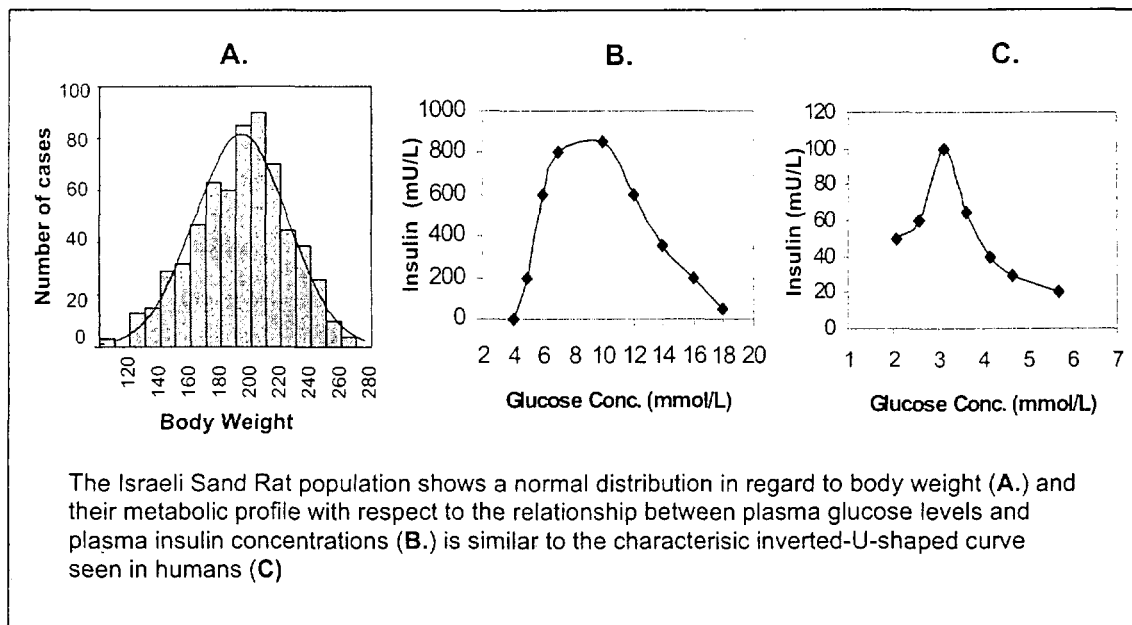 A.
100
80
60
40
20
0
Number of cases
120
140
160
180
200
220
240
260
280
Body Weight
B.
1000
800
600
400
200
0
Insulin (mU/L)
2 4 6 8 10 12 14 16 18 20
Glucose Conc. (mmol/L)
C.
120
100
80
60
40
20
0
Insulin (mU/L)
1 2 3 4 5 6 7
Glucose Conc. (mmol/L)
The Israeli Sand Rat population shows a normal distribution in regard to body weight (A.) and
their metabolic profile with respect to the relationship between plasma glucose levels and
plasma insulin concentrations (B.) is similar to the characterisic inverted-U-shaped curve
seen in humans (C)